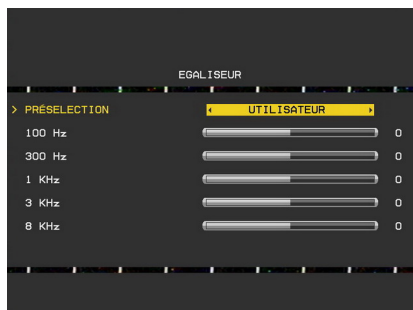 EGALISEUR
> PRÉSELECTION UTILISATEUR
100 Hz 0
300 Hz 0
1 KHz 0
3 KHz 0
8 KHz 0